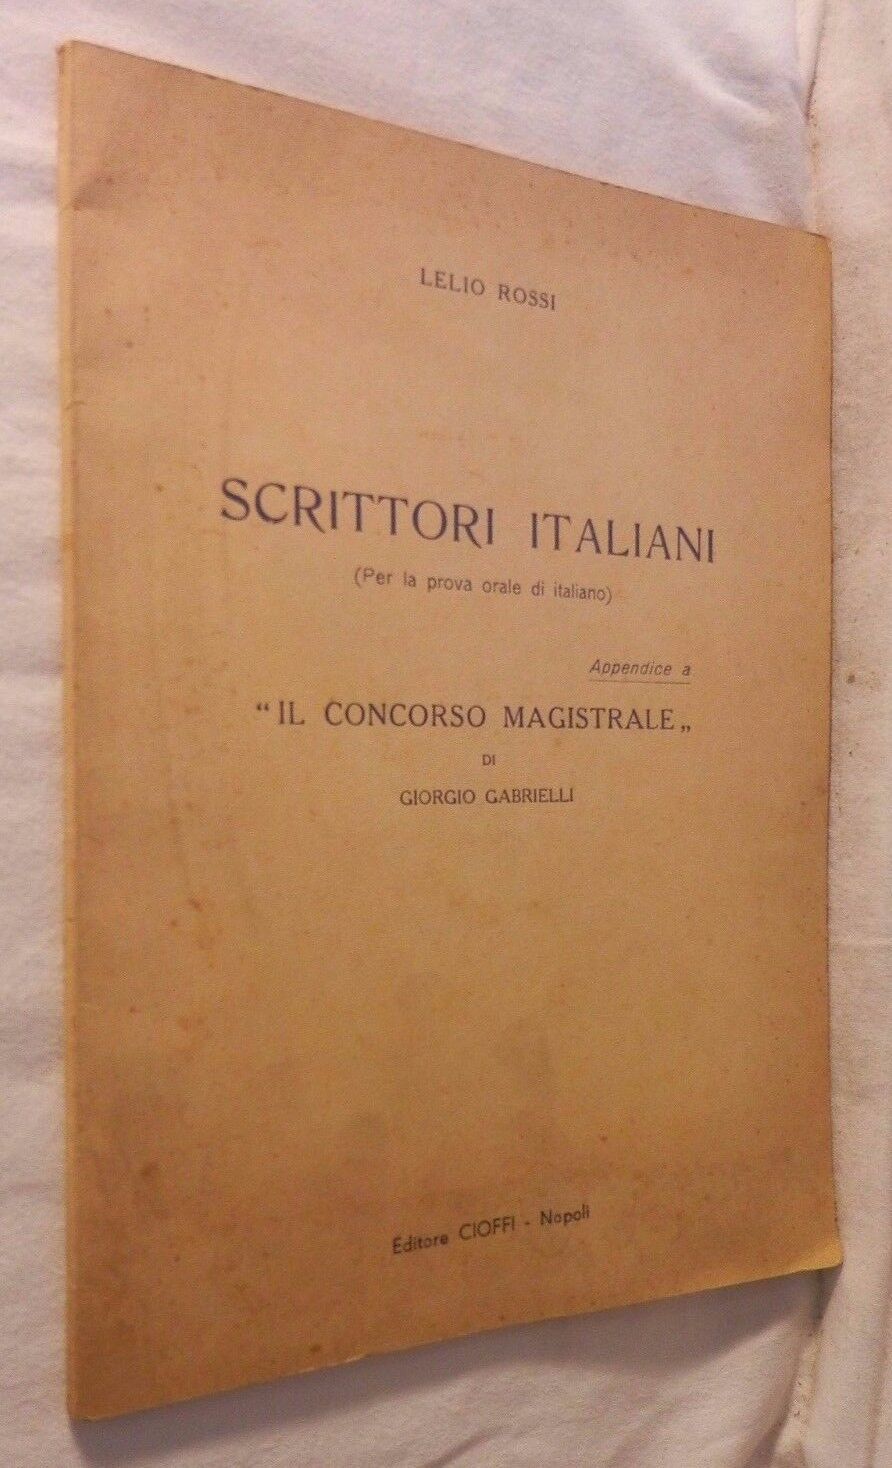 LELIO ROSSI
SCRITTORI ITALIANI
(Per la prova orale di italiano)
Appendice a
“IL CONCORSO MAGISTRALE„
DI
GIORGIO GABRIELLI
Editore CIOFFI - Napoli